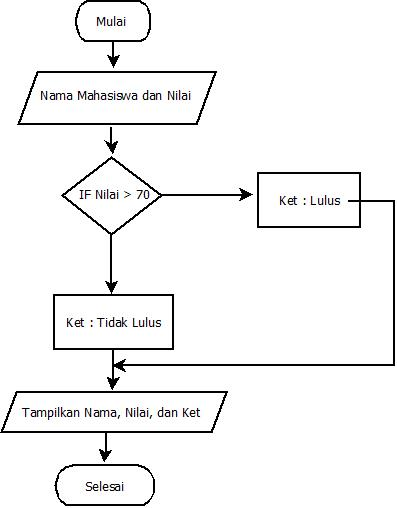 Mulai
Nama Mahasiswa dan Nilai
IF Nilai > 70
Ket : Lulus
Ket : Tidak Lulus
Tampilkan Nama, Nilai, dan Ket
Selesai